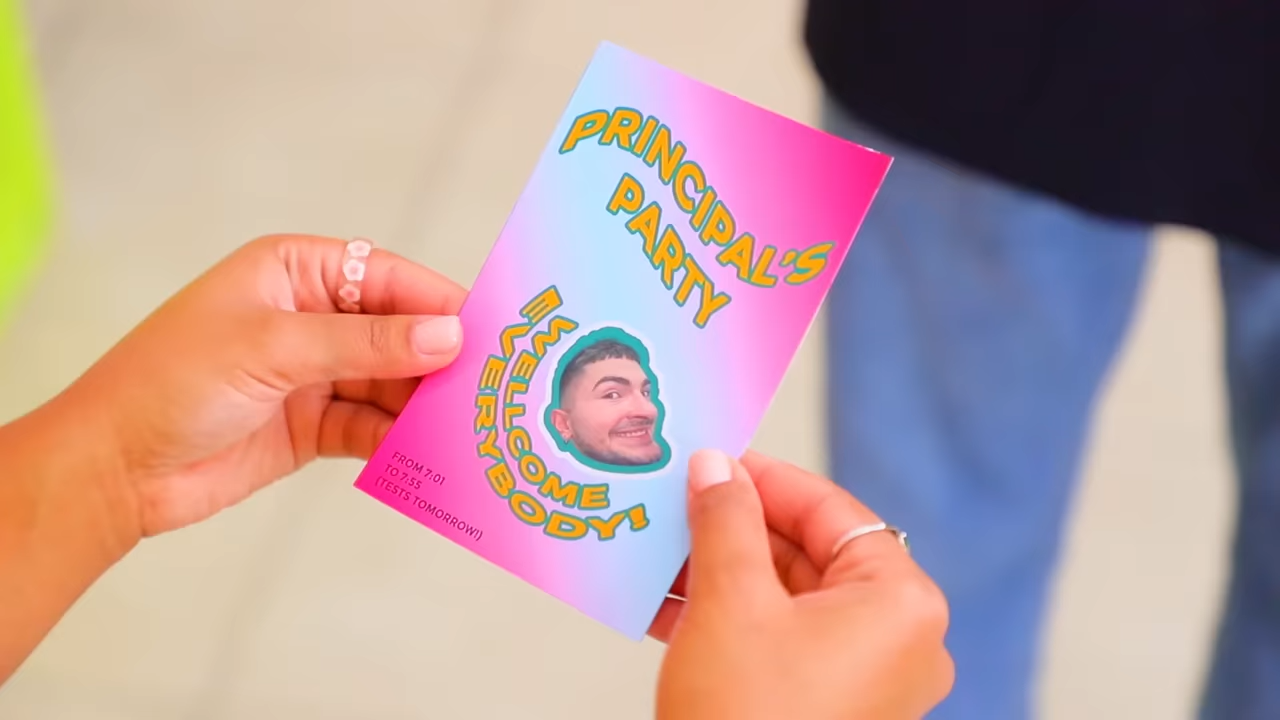 PRINCIPAL'S
PARTY
WELLCOME
EVERYBODY!
FROM 7:01
TO 7:55
(TESTS TOMORROW!)